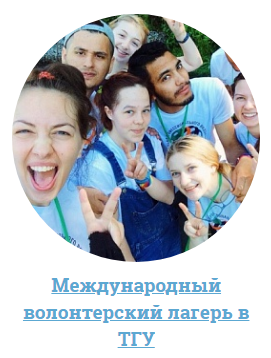 Международный
волонтерский лагерь в
ТГУ